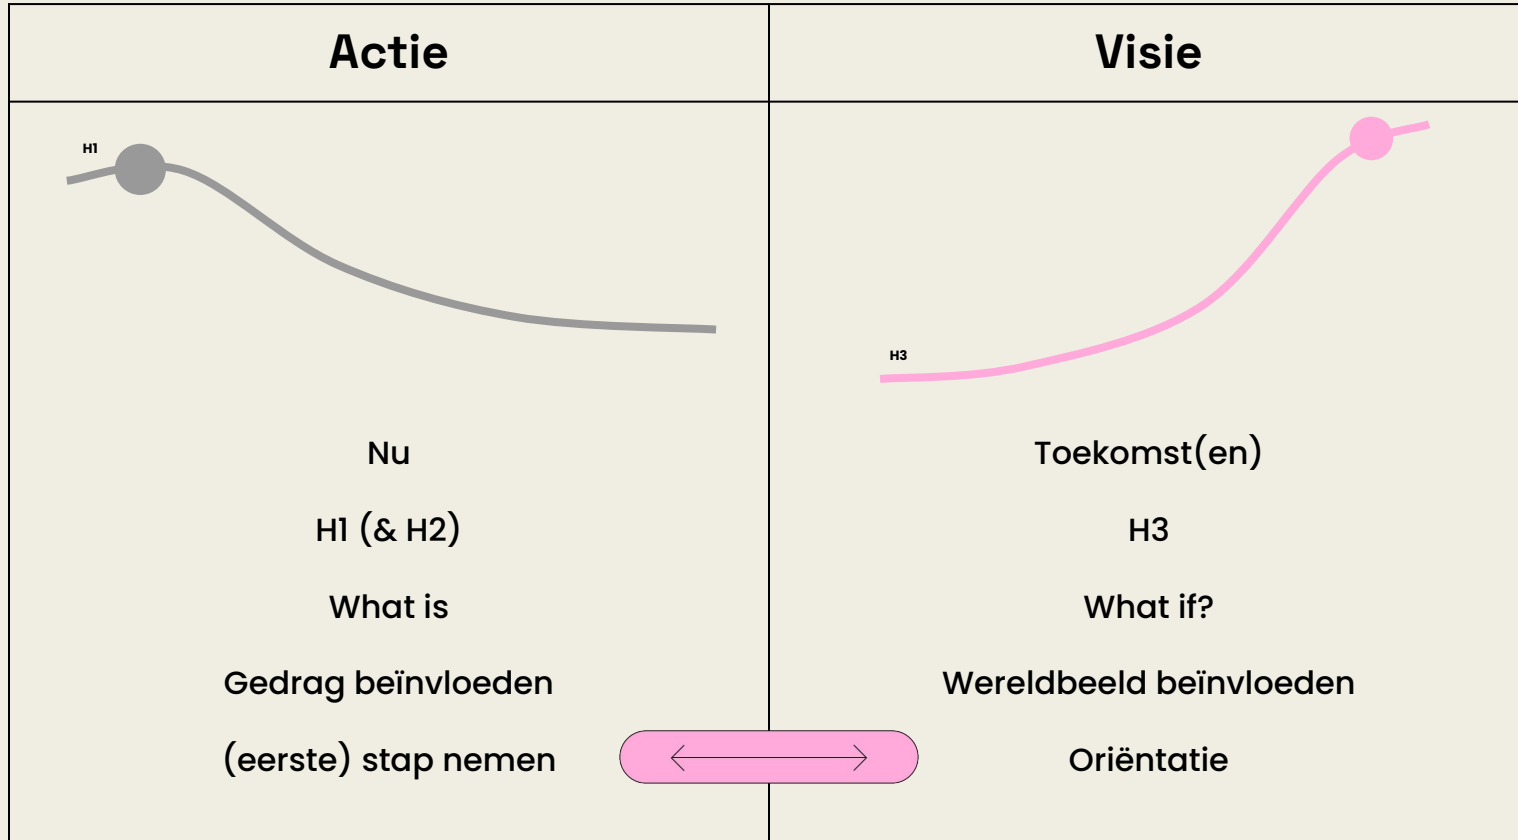 Actie
Visie
H1
H3
Nu
Toekomst(en)
H1 (& H2)
H3
What is
What if?
Gedrag beïnvloeden
Wereldbeeld beïnvloeden
(eerste) stap nemen
Oriëntatie